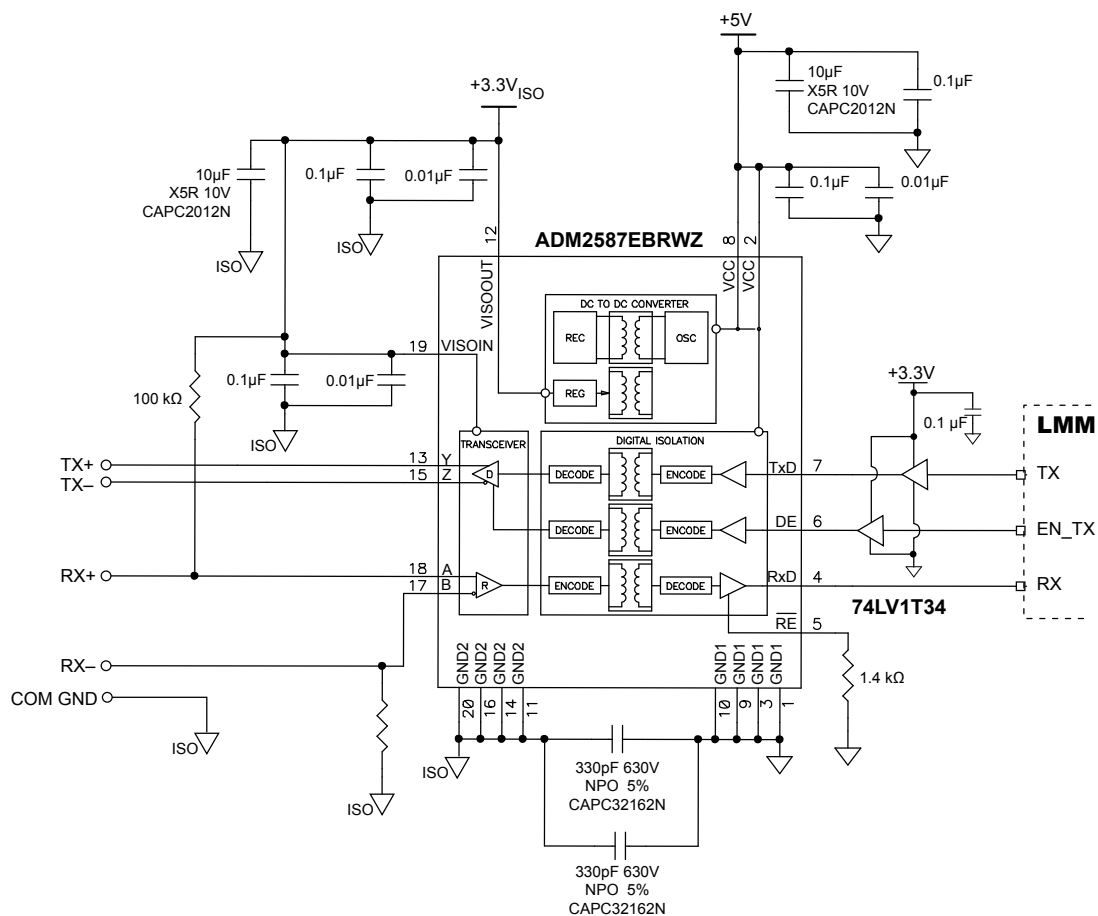 +5V
10µF
X5R 10V
CAPC2012N
0.1µF
+3.3V ISO
10µF
X5R 10V
CAPC2012N
0.1µF
0.01µF
ISO
ISO
0.1µF
0.01µF
12
ADM2587EBRWZ
8
2
VISOOUT
VCC
VCC
DC TO DC CONVERTER
REC
OSC
REG
19
VISOIN
0.1µF
0.01µF
100 kΩ
ISO
+3.3V
0.1 µF
LMM
TRANSCEIVER
DIGITAL ISOLATION
TX+
13
Y
D
DECODE
ENCODE
TxD
7
TX
TX–
15
Z
DECODE
ENCODE
DE
6
EN_TX
RX+
18
A
R
ENCODE
DECODE
RxD
4
RX
17
B
74LV1T34
RE
5
RX–
GND2
GND2
GND2
GND2
GND1
GND1
GND1
GND1
1.4 kΩ
COM GND
20
16
14
11
10
9
3
1
ISO
ISO
ISO
330pF 630V
NPO 5%
CAPC32162N
330pF 630V
NPO 5%
CAPC32162N